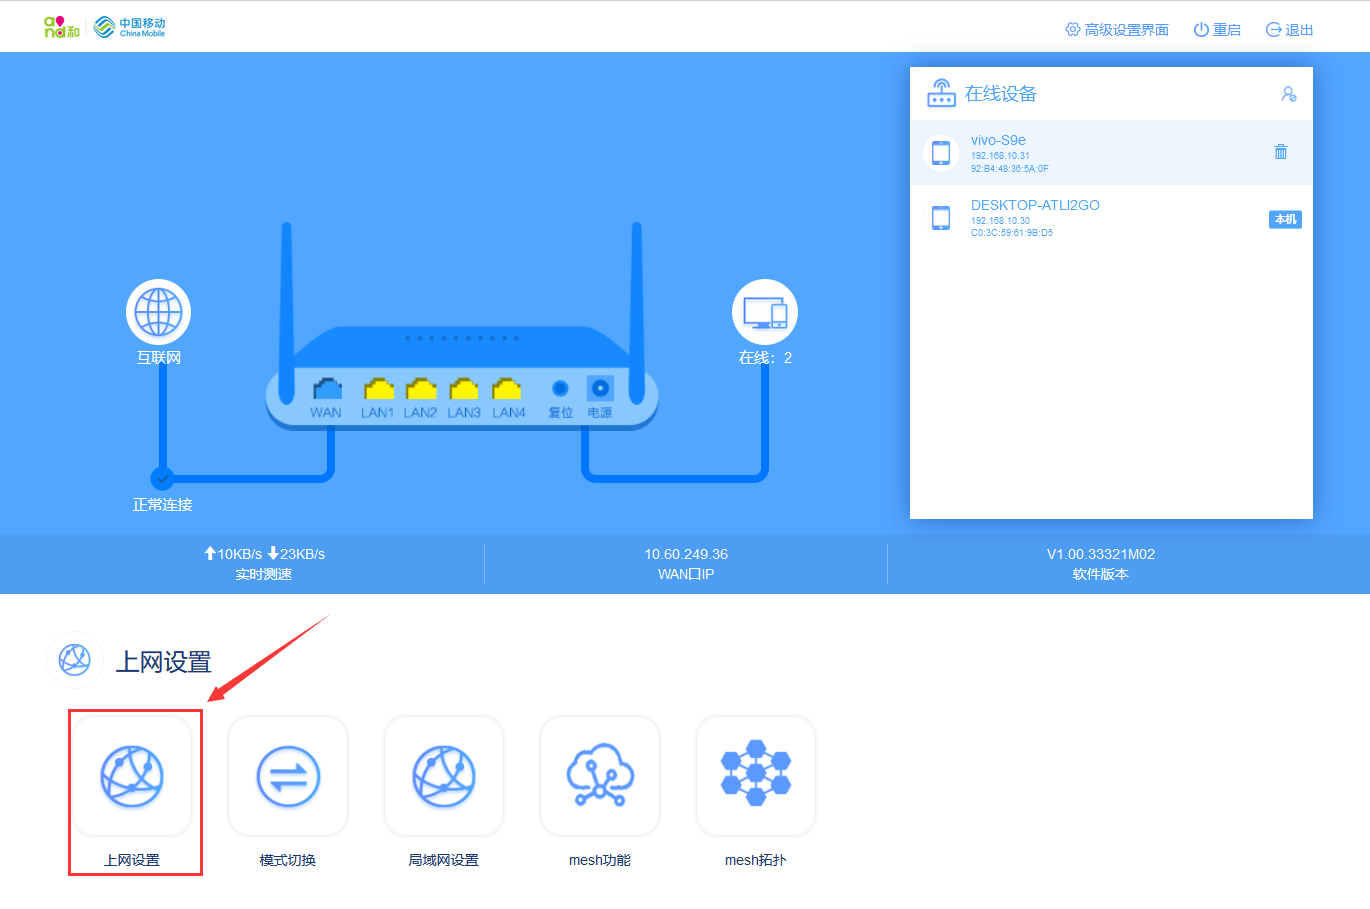 and和 中国移动
China Mobile
高级设置界面 重启 退出
在线设备
vivo-S9e
192.168.10.31
92:B4:48:36:5A:0F
DESKTOP-ATLI2GO
192.168.10.30
C0:3C:59:61:9B:D5
本机
互联网
在线：2
WAN LAN1 LAN2 LAN3 LAN4 复位 电源
正常连接
10KB/s 23KB/s
实时测速
10.60.249.36
WAN口IP
V1.00.33321M02
软件版本
上网设置
上网设置 模式切换 局域网设置 mesh功能 mesh拓扑